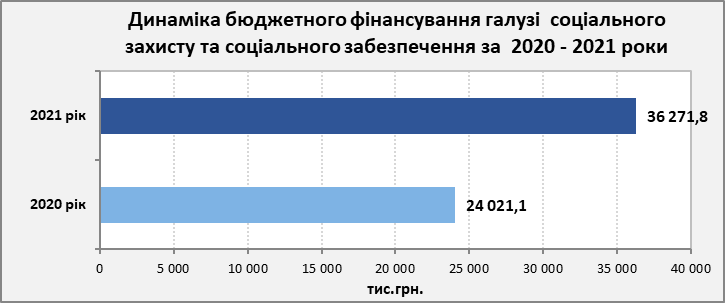 Динаміка бюджетного фінансування галузі соціального
захисту та соціального забезпечення за 2020 - 2021 роки
2021 рік
36 271,8
2020 рік
24 021,1
0 5 000 10 000 15 000 20 000 25 000 30 000 35 000 40 000
тис.грн.